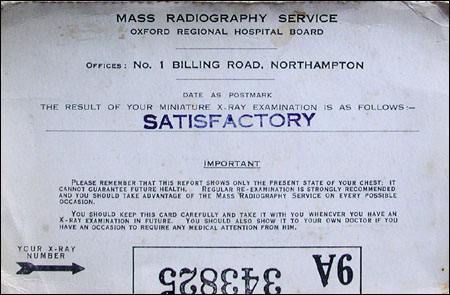 MASS RADIOGRAPHY SERVICE
OXFORD REGIONAL HOSPITAL BOARD
OFFICES: No. 1 BILLING ROAD, NORTHAMPTON
DATE AS POSTMARK
THE RESULT OF YOUR MINIATURE X-RAY EXAMINATION IS AS FOLLOWS:-
SATISFACTORY
IMPORTANT
PLEASE REMEMBER THAT THIS REPORT SHOWS ONLY THE PRESENT STATE OF YOUR CHEST: IT
CANNOT GUARANTEE FUTURE HEALTH. REGULAR RE-EXAMINATION IS STRONGLY RECOMMENDED
AND YOU SHOULD TAKE ADVANTAGE OF THE MASS RADIOGRAPHY SERVICE ON EVERY POSSIBLE
OCCASION.
YOU SHOULD KEEP THIS CARD CAREFULLY AND TAKE IT WITH YOU WHENEVER YOU HAVE AN
X-RAY EXAMINATION IN FUTURE. YOU SHOULD ALSO SHOW IT TO YOUR OWN DOCTOR IF YOU
HAVE AN OCCASION TO REQUIRE ANY MEDICAL ATTENTION FROM HIM.
YOUR X-RAY
NUMBER
9A 343825